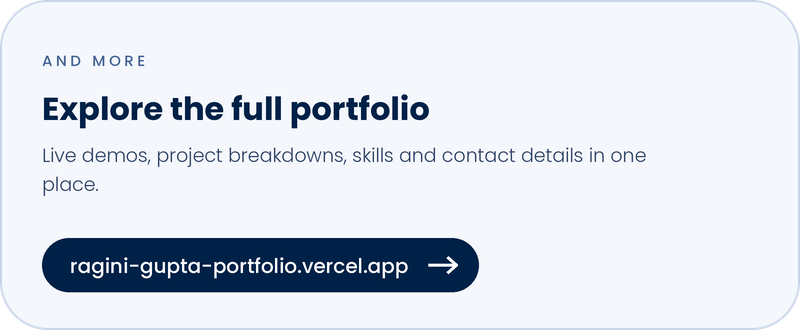 AND MORE
Explore the full portfolio
Live demos, project breakdowns, skills and contact details in one
place.
ragini-gupta-portfolio.vercel.app →